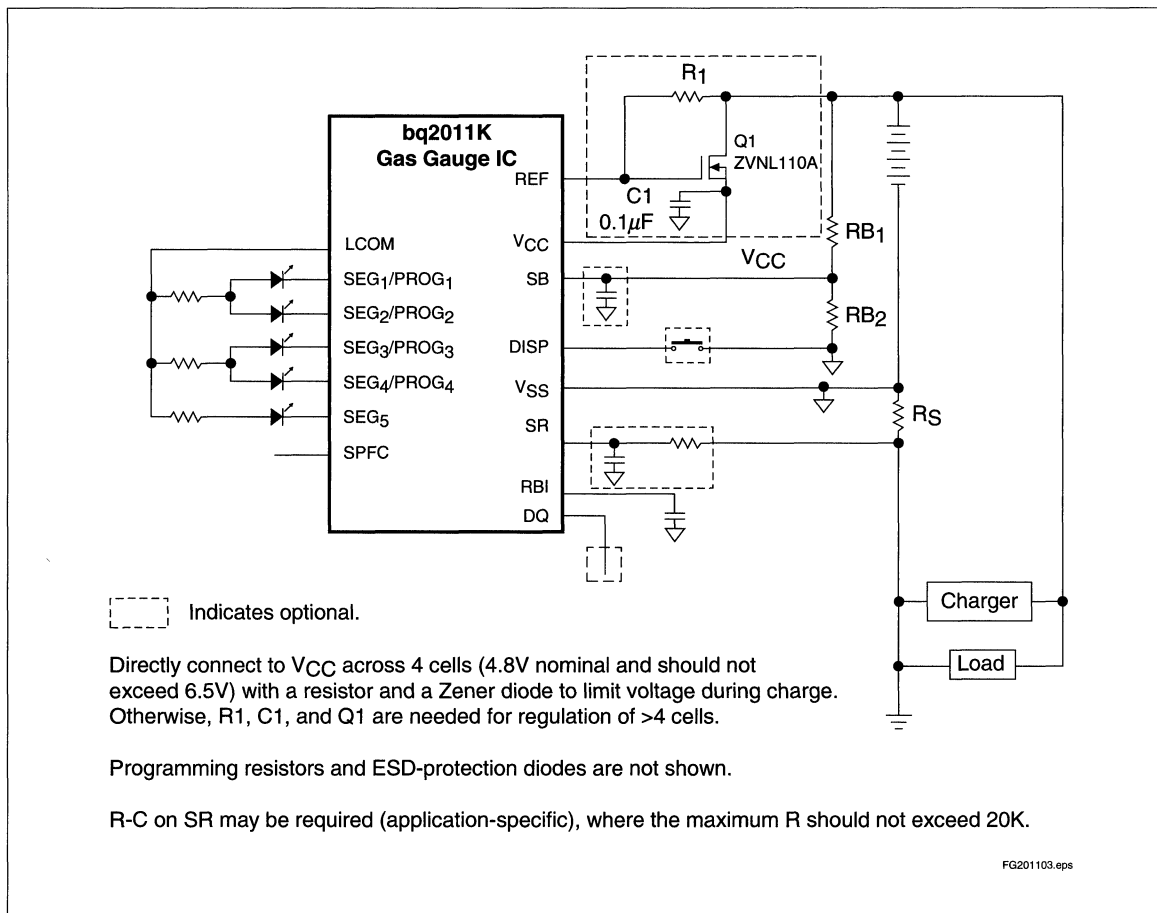 R1
bq2011K
Gas Gauge IC
Q1
ZVNL110A
REF
C1
0.1µF
VCC
LCOM
VCC
RB1
SEG1/PROG1
SB
SEG2/PROG2
RB2
SEG3/PROG3
DISP
SEG4/PROG4
VSS
SEG5
SR
RS
SPFC
RBI
DQ
Charger
Indicates optional.
Load
Directly connect to VCC across 4 cells (4.8V nominal and should not
exceed 6.5V) with a resistor and a Zener diode to limit voltage during charge.
Otherwise, R1, C1, and Q1 are needed for regulation of >4 cells.
Programming resistors and ESD-protection diodes are not shown.
R-C on SR may be required (application-specific), where the maximum R should not exceed 20K.
FG201103.eps